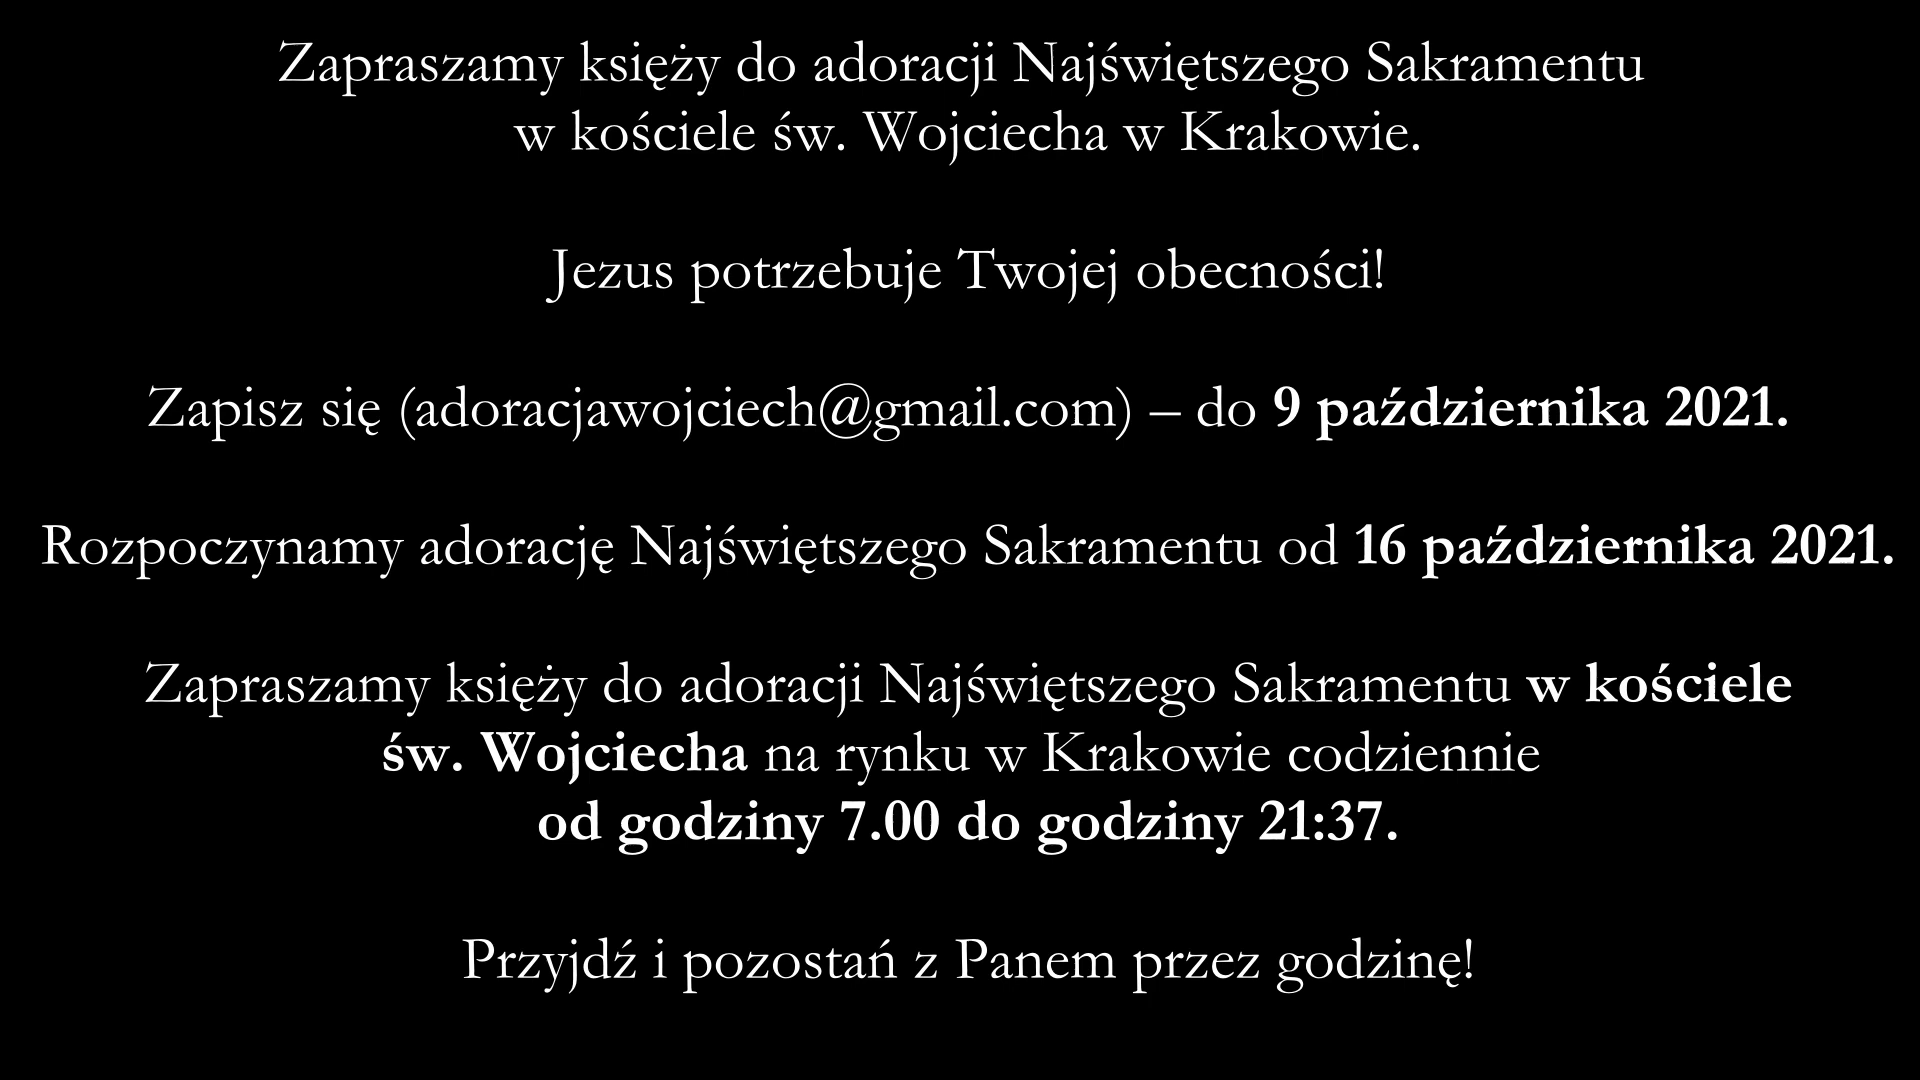 Zapraszamy księży do adoracji Najświętszego Sakramentu
w kościele św. Wojciecha w Krakowie.
Jezus potrzebuje Twojej obecności!
Zapisz się (adoracjawojciech@gmail.com) – do 9 października 2021.
Rozpoczynamy adorację Najświętszego Sakramentu od 16 października 2021.
Zapraszamy księży do adoracji Najświętszego Sakramentu w kościele
św. Wojciecha na rynku w Krakowie codziennie
od godziny 7.00 do godziny 21:37.
Przyjdź i pozostań z Panem przez godzinę!